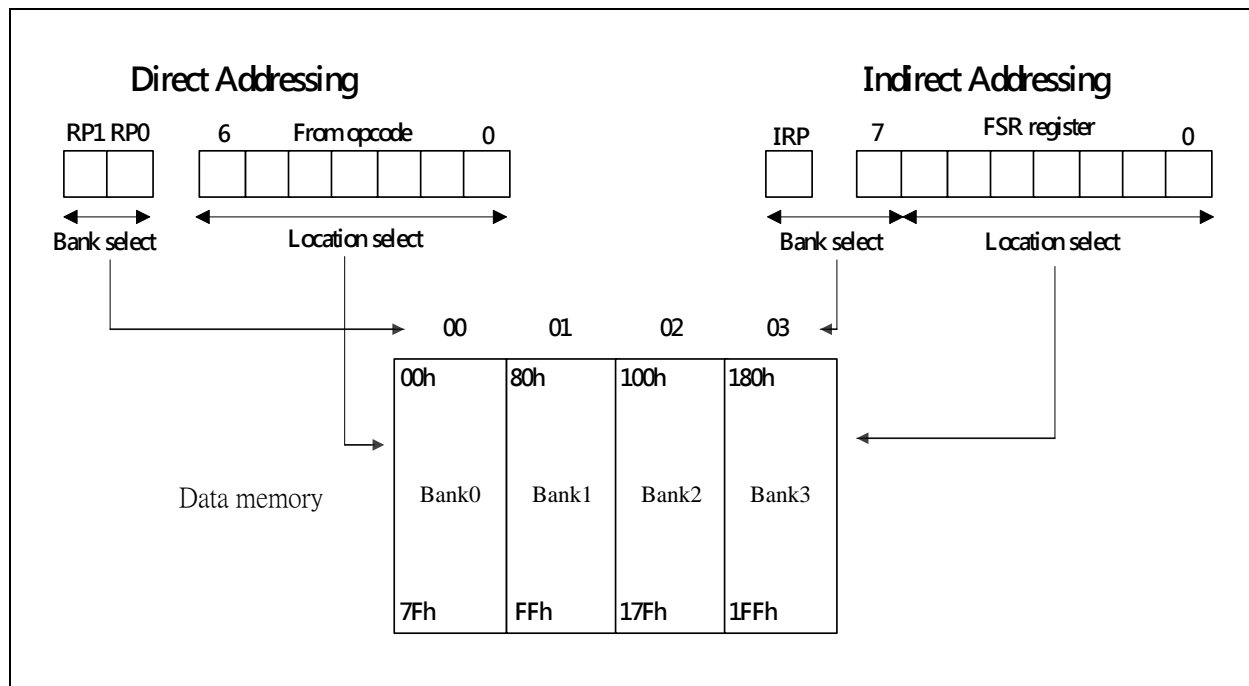 Direct Addressing
Indirect Addressing
RP1 RP0
6
From opcode
0
IRP
7
FSR register
0
Bank select
Location select
Bank select
Location select
00
01
02
03
00h
80h
100h
180h
Data memory
Bank0
Bank1
Bank2
Bank3
7Fh
FFh
17Fh
1FFh